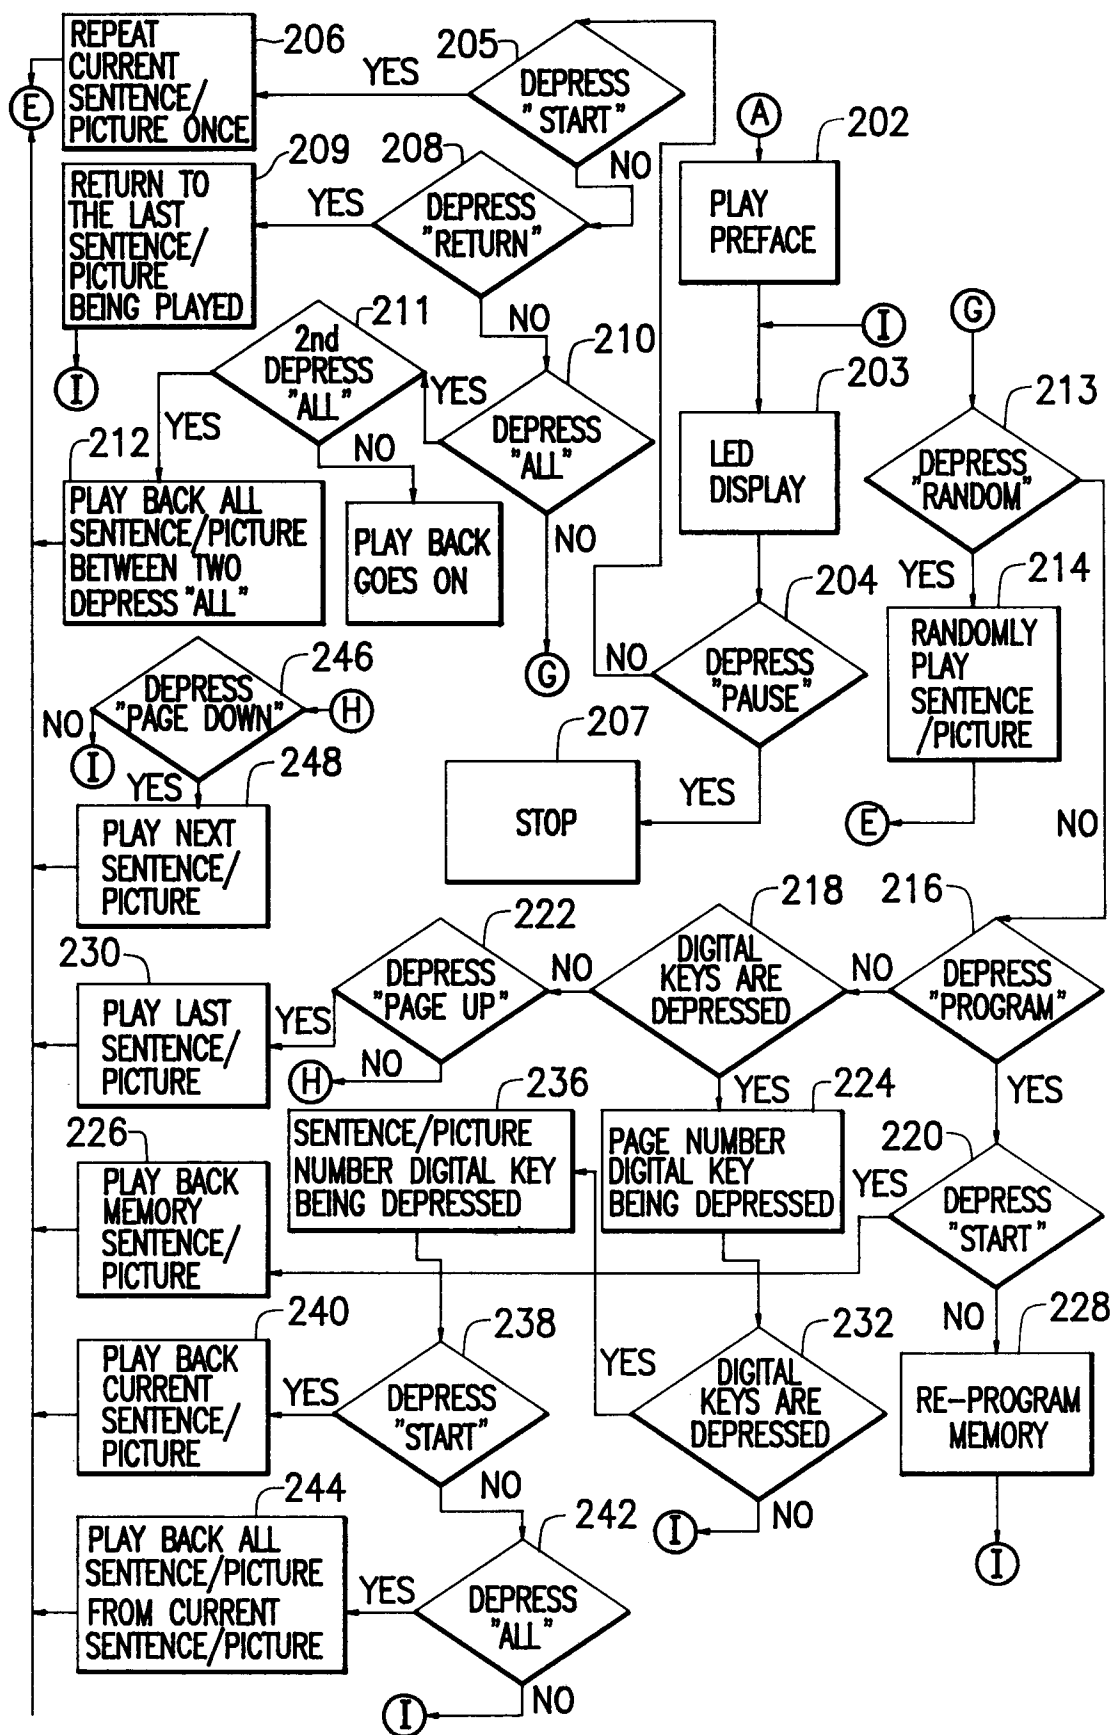 REPEAT
CURRENT
SENTENCE/
PICTURE ONCE
206
E
YES
205
DEPRESS
"START"
NO
A
202
PLAY
PREFACE
209
RETURN TO
THE LAST
SENTENCE/
PICTURE
BEING PLAYED
I
YES
208
DEPRESS
"RETURN"
NO
I
G
211
2nd
DEPRESS
"ALL"
YES
NO
YES
210
DEPRESS
"ALL"
NO
G
203
LED
DISPLAY
213
DEPRESS
"RANDOM"
YES
NO
212
PLAY BACK ALL
SENTENCE/PICTURE
BETWEEN TWO
DEPRESS "ALL"
PLAY BACK
GOES ON
204
DEPRESS
"PAUSE"
NO
YES
214
RANDOMLY
PLAY
SENTENCE
/PICTURE
E
246
DEPRESS
"PAGE DOWN"
H
NO
I
YES
207
STOP
248
PLAY NEXT
SENTENCE/
PICTURE
222
DEPRESS
"PAGE UP"
NO
218
DIGITAL
KEYS ARE
DEPRESSED
NO
216
DEPRESS
"PROGRAM"
230
PLAY LAST
SENTENCE/
PICTURE
YES
NO
H
YES
YES
236
SENTENCE/PICTURE
NUMBER DIGITAL KEY
BEING DEPRESSED
224
PAGE NUMBER
DIGITAL KEY
BEING DEPRESSED
220
DEPRESS
"START"
YES
NO
226
PLAY BACK
MEMORY
SENTENCE/
PICTURE
240
PLAY BACK
CURRENT
SENTENCE/
PICTURE
YES
238
DEPRESS
"START"
NO
YES
232
DIGITAL
KEYS ARE
DEPRESSED
NO
I
228
RE-PROGRAM
MEMORY
I
244
PLAY BACK ALL
SENTENCE/PICTURE
FROM CURRENT
SENTENCE/PICTURE
YES
242
DEPRESS
"ALL"
NO
I